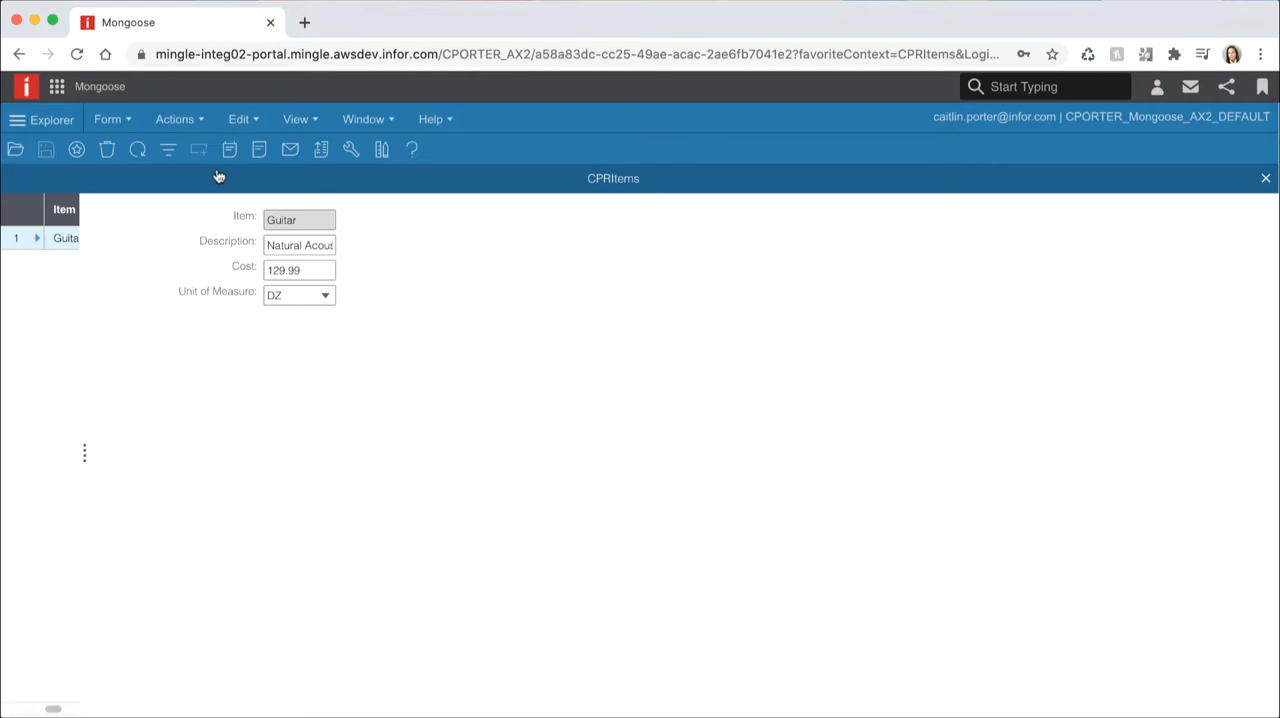 Mongoose
mingle-integ02-portal.mingle.awsdev.infor.com/CPORTER_AX2/a58a83dc-cc25-49ae-acac-2ae6fb7041e2?favoriteContext=CPRItems&Logi...
Mongoose
Start Typing
Explorer Form Actions Edit View Window Help
caitlin.porter@infor.com | CPORTER_Mongoose_AX2_DEFAULT
CPRItems
Item
1 Guita
Item: Guitar
Description: Natural Acous
Cost: 129.99
Unit of Measure: DZ